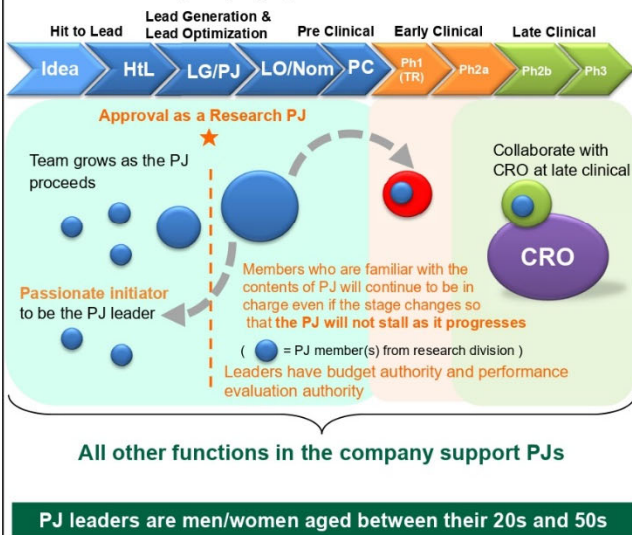 Hit to Lead
Lead Generation &
Lead Optimization
Pre Clinical
Early Clinical
Late Clinical
Idea
HtL
LG/PJ
LO/Nom
PC
Ph1
(TR)
Ph2a
Ph2b
Ph3
Approval as a Research PJ
Team grows as the PJ
proceeds
Collaborate with
CRO at late clinical
CRO
Passionate initiator
to be the PJ leader
Members who are familiar with the
contents of PJ will continue to be in
charge even if the stage changes so
that the PJ will not stall as it progresses
( = PJ member(s) from research division )
Leaders have budget authority and performance
evaluation authority
All other functions in the company support PJs
PJ leaders are men/women aged between their 20s and 50s